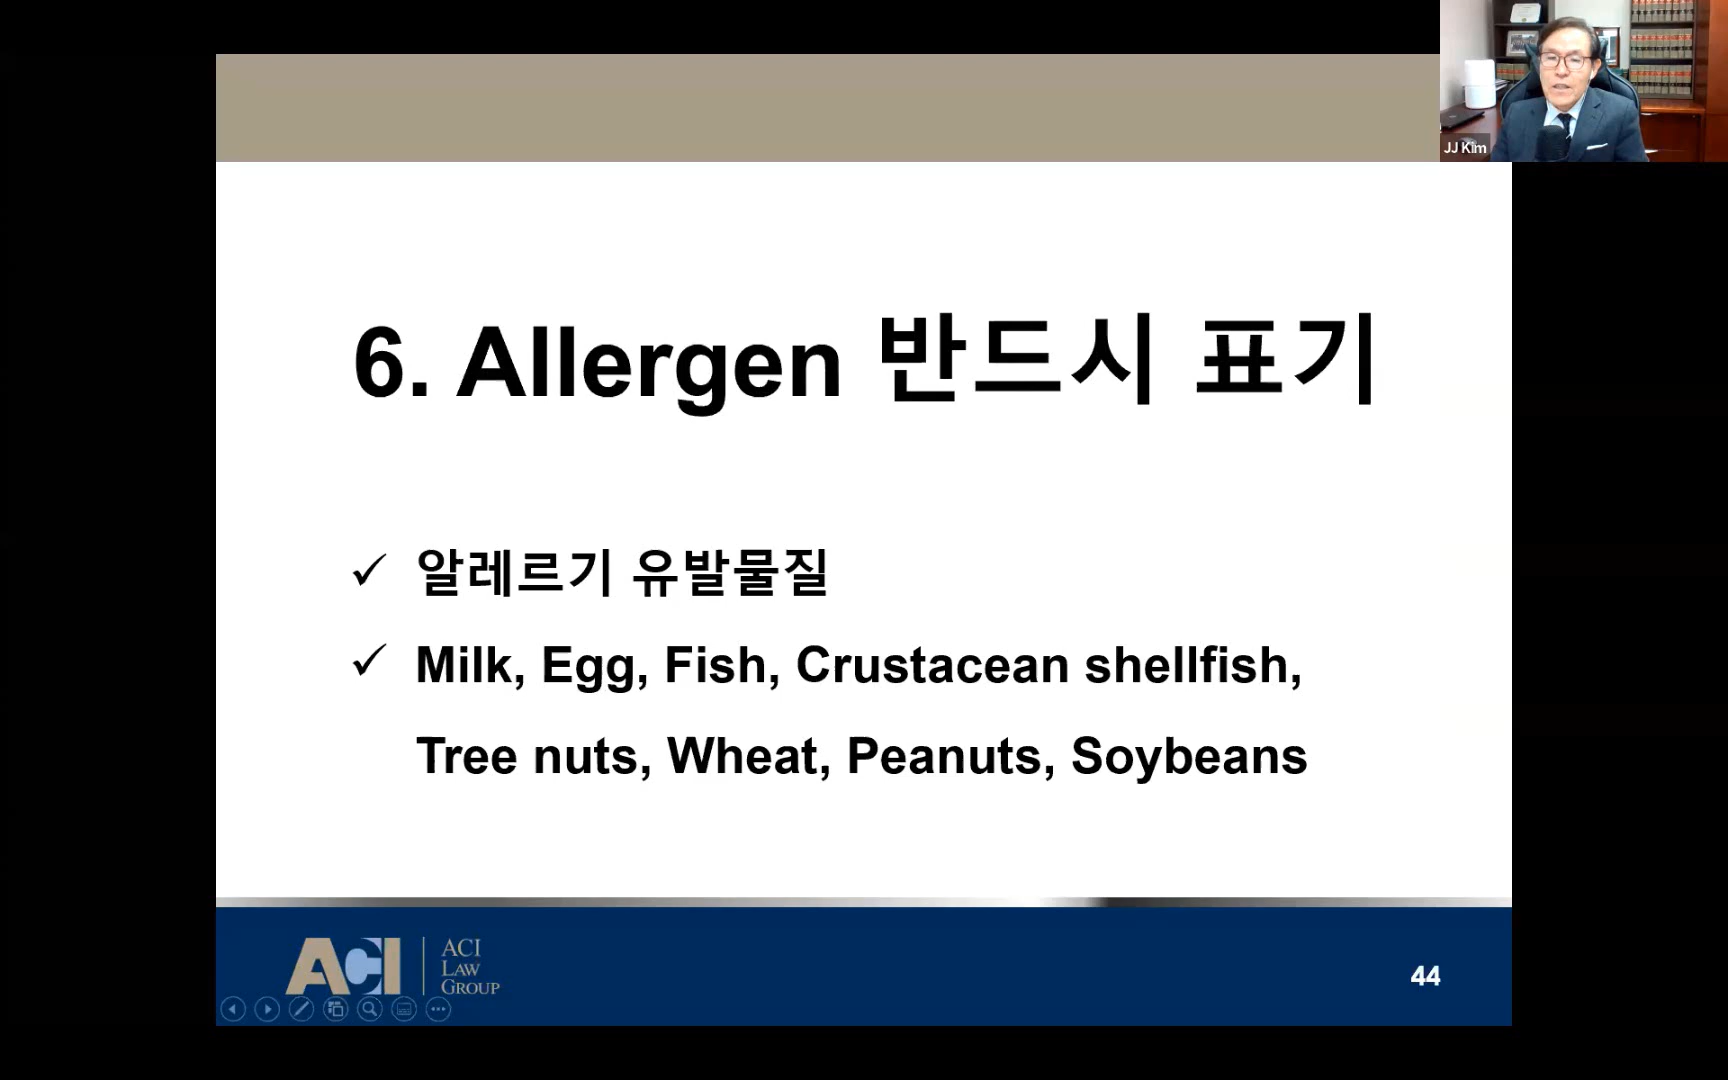 JJ Kim
6. Allergen 반드시 표기
✓ 알레르기 유발물질
✓ Milk, Egg, Fish, Crustacean shellfish,
Tree nuts, Wheat, Peanuts, Soybeans
ACI
ACI
LAW
GROUP
44